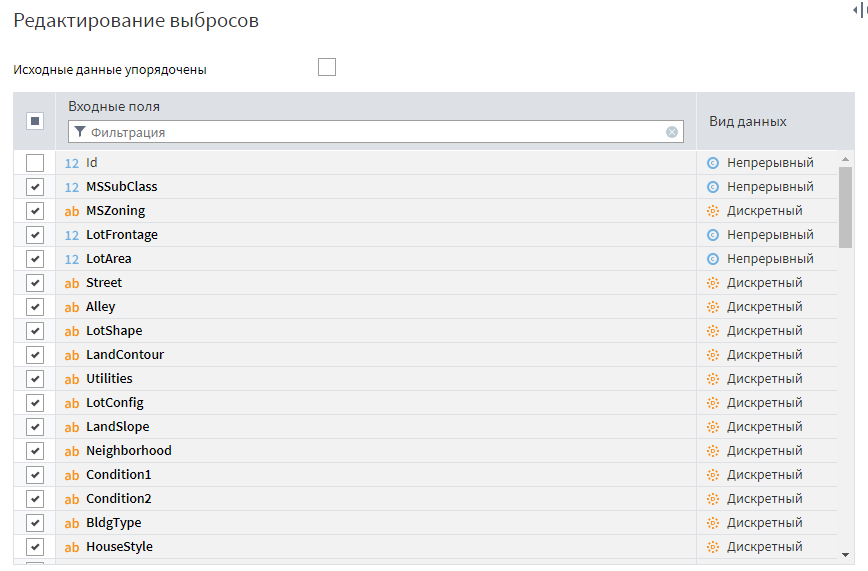 Редактирование выбросов
Исходные данные упорядочены
Входные поля
Фильтрация
Вид данных
12 Id Непрерывный
12 MSSubClass Непрерывный
ab MSZoning Дискретный
12 LotFrontage Непрерывный
12 LotArea Непрерывный
ab Street Дискретный
ab Alley Дискретный
ab LotShape Дискретный
ab LandContour Дискретный
ab Utilities Дискретный
ab LotConfig Дискретный
ab LandSlope Дискретный
ab Neighborhood Дискретный
ab Condition1 Дискретный
ab Condition2 Дискретный
ab BldgType Дискретный
ab HouseStyle Дискретный